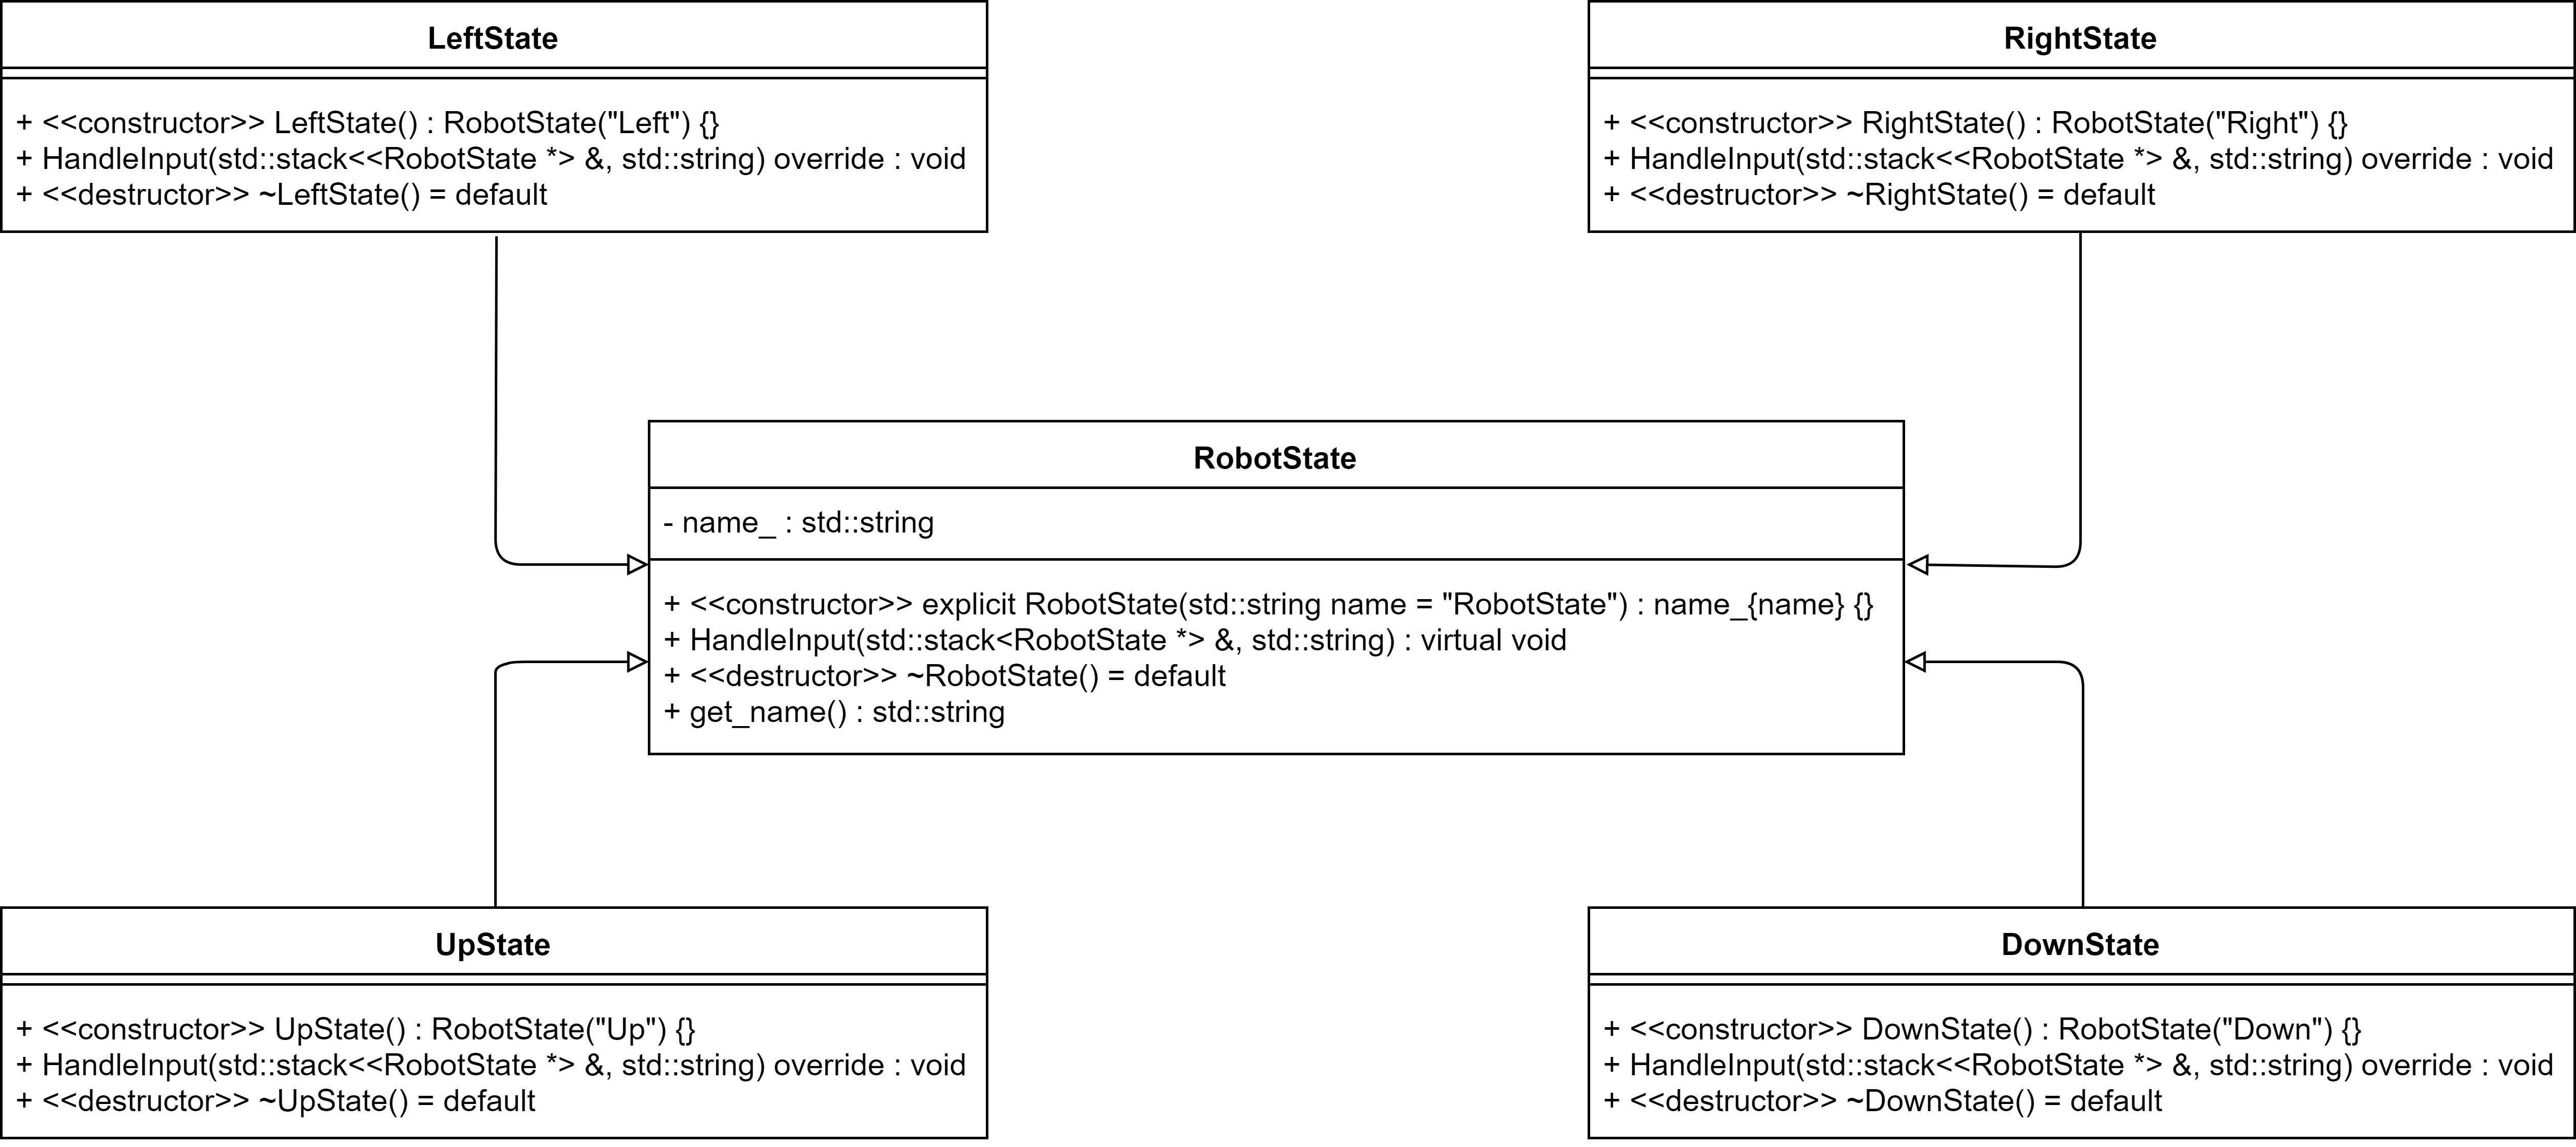 LeftState
+ <<constructor>> LeftState() : RobotState("Left") {}
+ HandleInput(std::stack<<RobotState *> &, std::string) override : void
+ <<destructor>> ~LeftState() = default
RightState
+ <<constructor>> RightState() : RobotState("Right") {}
+ HandleInput(std::stack<<RobotState *> &, std::string) override : void
+ <<destructor>> ~RightState() = default
RobotState
- name_ : std::string
+ <<constructor>> explicit RobotState(std::string name = "RobotState") : name_{name} {}
+ HandleInput(std::stack<RobotState *> &, std::string) : virtual void
+ <<destructor>> ~RobotState() = default
+ get_name() : std::string
UpState
+ <<constructor>> UpState() : RobotState("Up") {}
+ HandleInput(std::stack<<RobotState *> &, std::string) override : void
+ <<destructor>> ~UpState() = default
DownState
+ <<constructor>> DownState() : RobotState("Down") {}
+ HandleInput(std::stack<<RobotState *> &, std::string) override : void
+ <<destructor>> ~DownState() = default